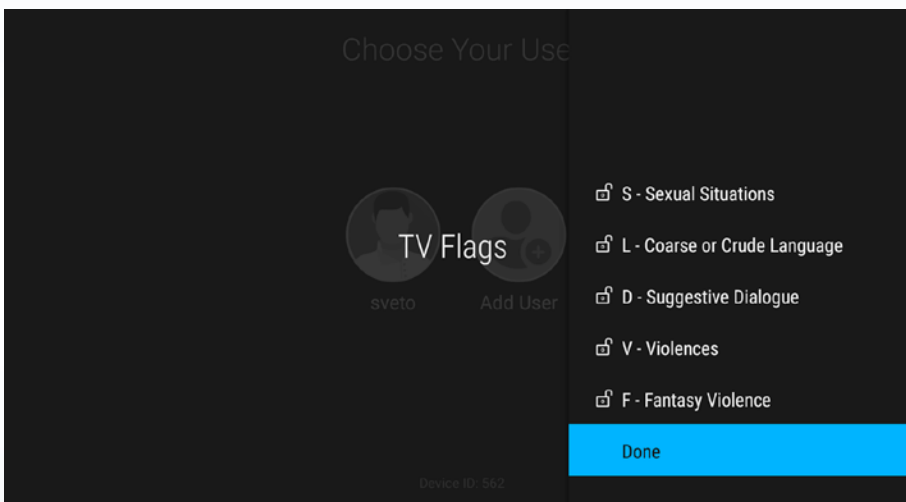 Choose Your Use
TV Flags
sveto
Add User
Device ID: 562
S - Sexual Situations
L - Coarse or Crude Language
D - Suggestive Dialogue
V - Violences
F - Fantasy Violence
Done